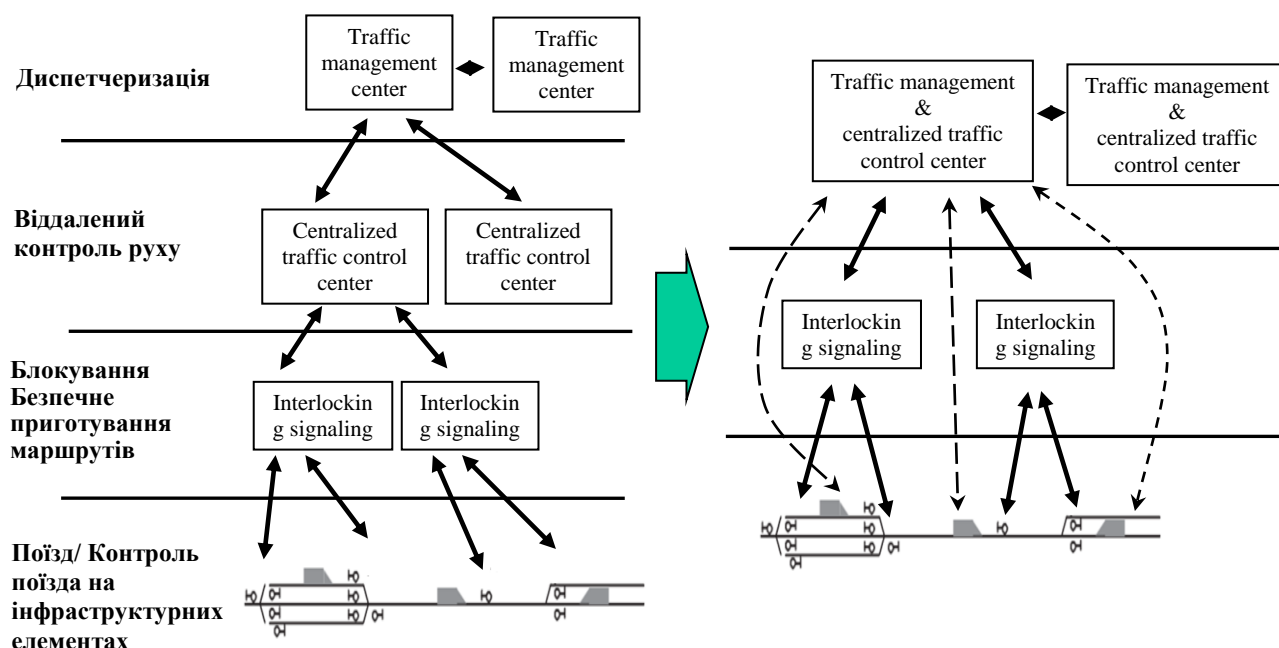 Диспетчеризація
Traffic
management
center
Traffic
management
center
Віддалений
контроль руху
Centralized
traffic control
center
Centralized
traffic control
center
Блокування
Безпечне
приготування
маршрутів
Interlockin
g signaling
Interlockin
g signaling
Поїзд/ Контроль
поїзда на
інфраструктурних
елементах
Traffic management
&
centralized traffic
control center
Traffic management
&
centralized traffic
control center
Interlockin
g signaling
Interlockin
g signaling